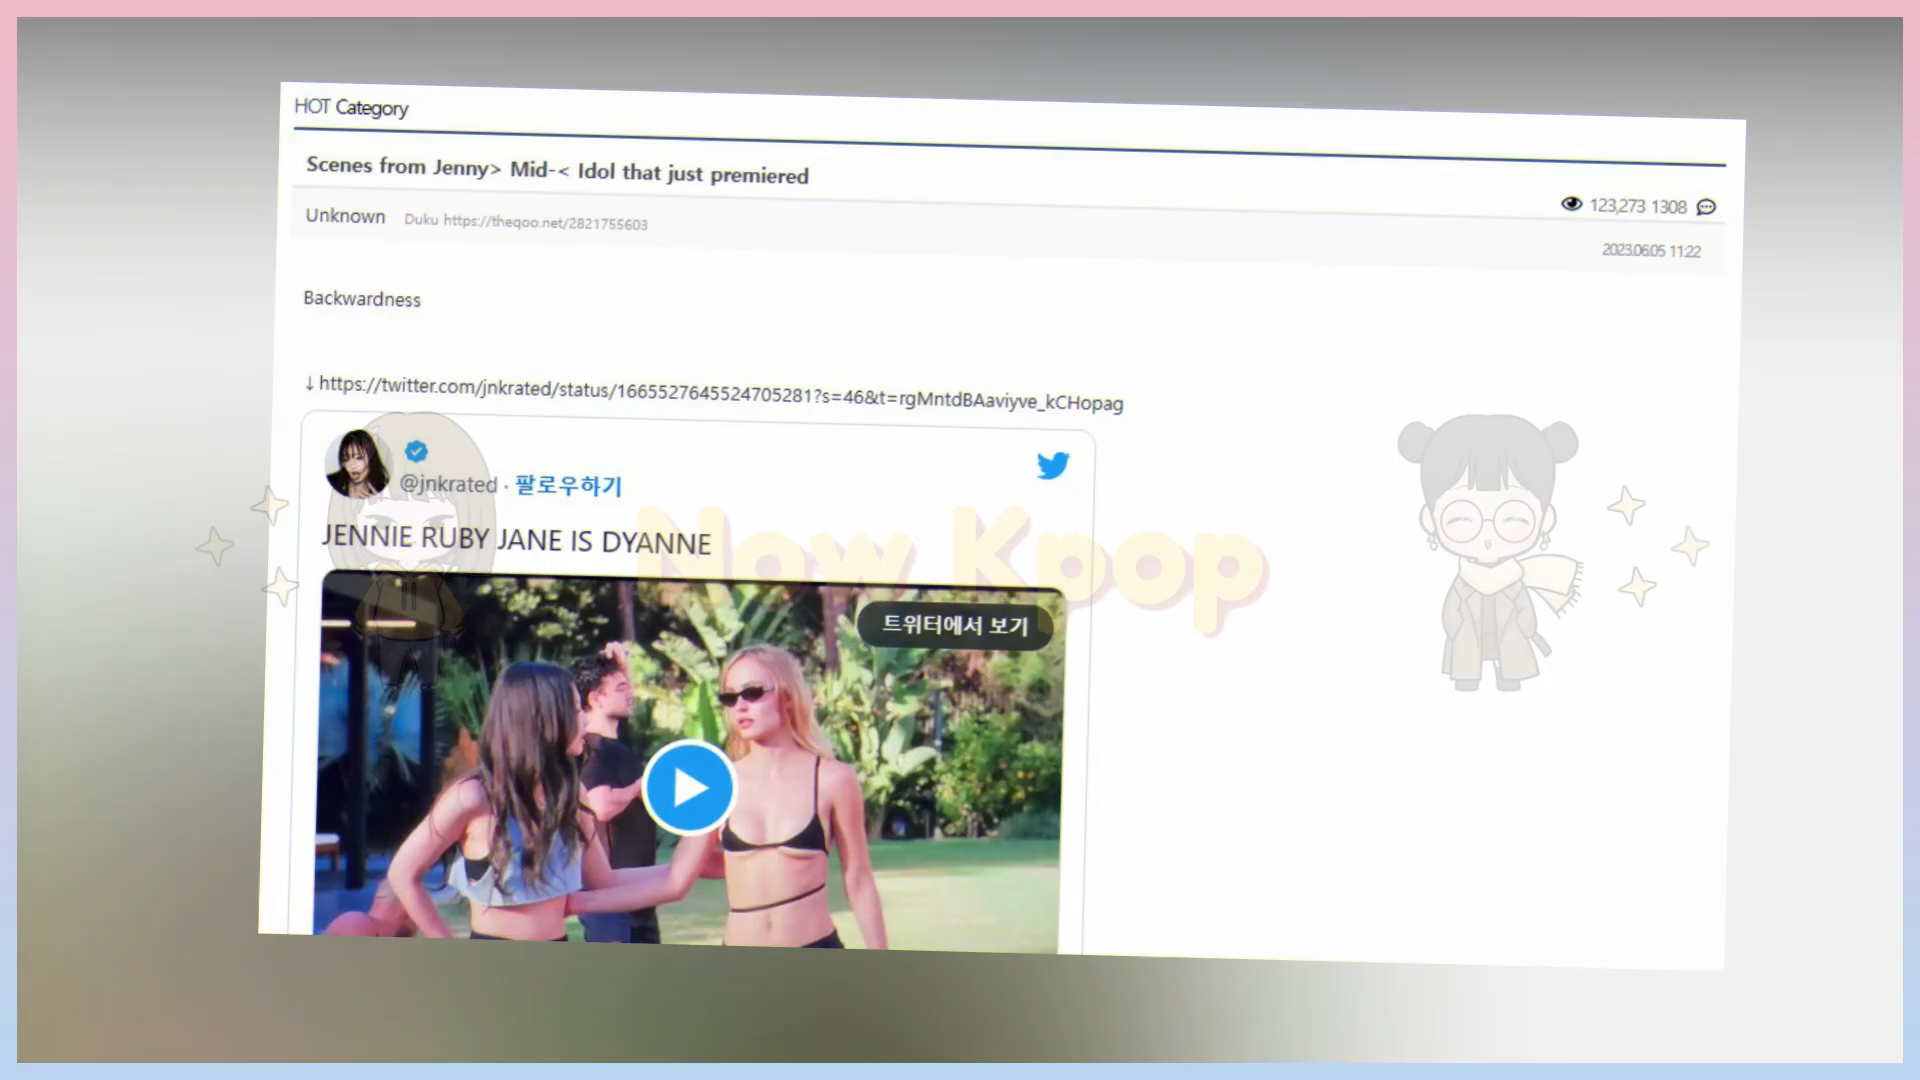 HOT Category
Scenes from Jenny> Mid-< Idol that just premiered
123,273 1308
Unknown Duku https://theqoo.net/2821755603
2023.06.05 11:22
Backwardness
↓https://twitter.com/jnkrated/status/1665527645524705281?s=46&t=rgMntdBAaviyve_kCHopag
@jnkrated · 팔로우하기
JENNIE RUBY JANE IS DYANNE
Now Kpop
트위터에서 보기